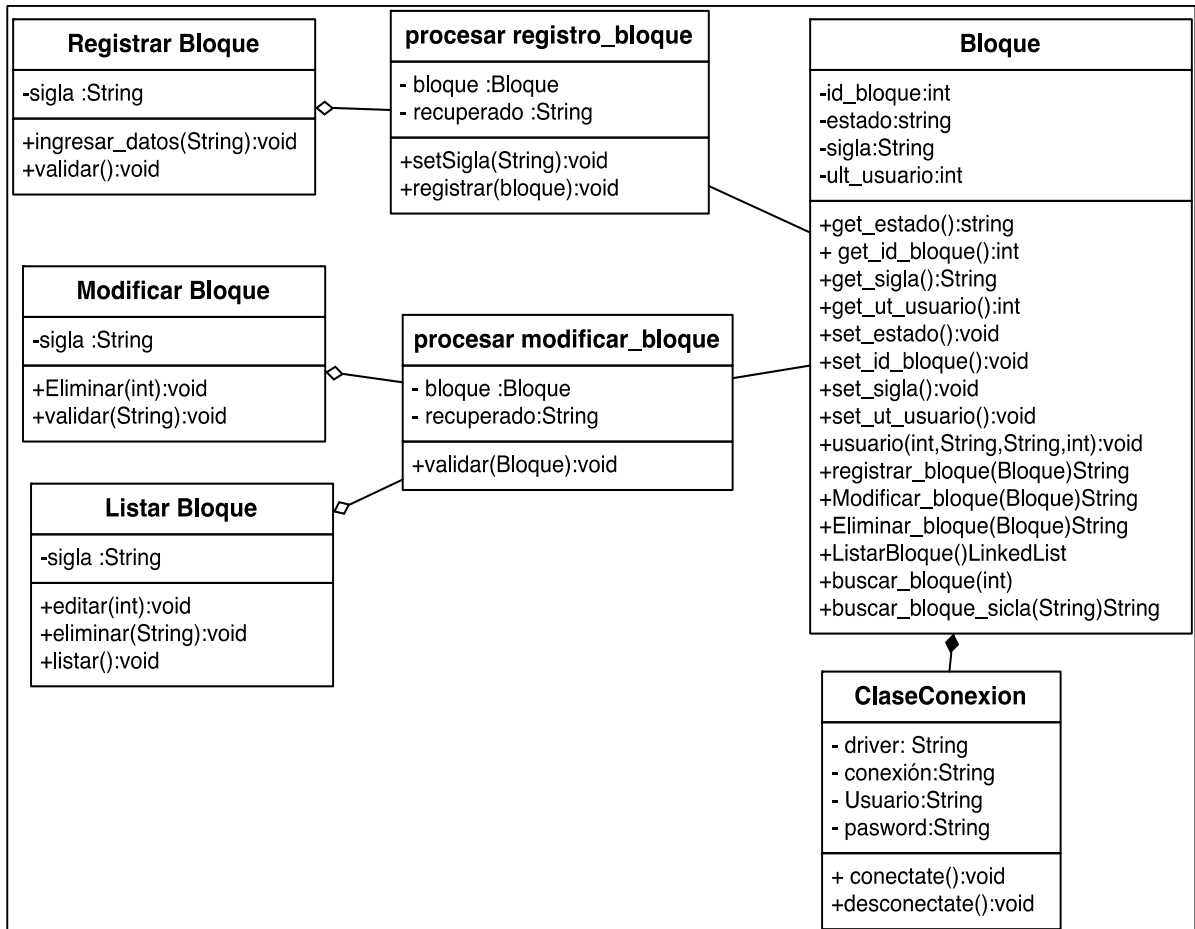 Registrar Bloque
-sigla :String
+ingresar_datos(String):void
+validar():void
procesar registro_bloque
- bloque :Bloque
- recuperado :String
+setSigla(String):void
+registrar(bloque):void
Bloque
-id_bloque:int
-estado:string
-sigla:String
-ult_usuario:int
+get_estado():string
+ get_id_bloque():int
+get_sigla():String
+get_ut_usuario():int
+set_estado():void
+set_id_bloque():void
+set_sigla():void
+set_ut_usuario():void
+usuario(int,String,String,int):void
+registrar_bloque(Bloque)String
+Modificar_bloque(Bloque)String
+Eliminar_bloque(Bloque)String
+ListarBloque()LinkedList
+buscar_bloque(int)
+buscar_bloque_sicla(String)String
Modificar Bloque
-sigla :String
+Eliminar(int):void
+validar(String):void
procesar modificar_bloque
- bloque :Bloque
- recuperado:String
+validar(Bloque):void
Listar Bloque
-sigla :String
+editar(int):void
+eliminar(String):void
+listar():void
ClaseConexion
- driver: String
- conexión:String
- Usuario:String
- pasword:String
+ conectate():void
+desconectate():void